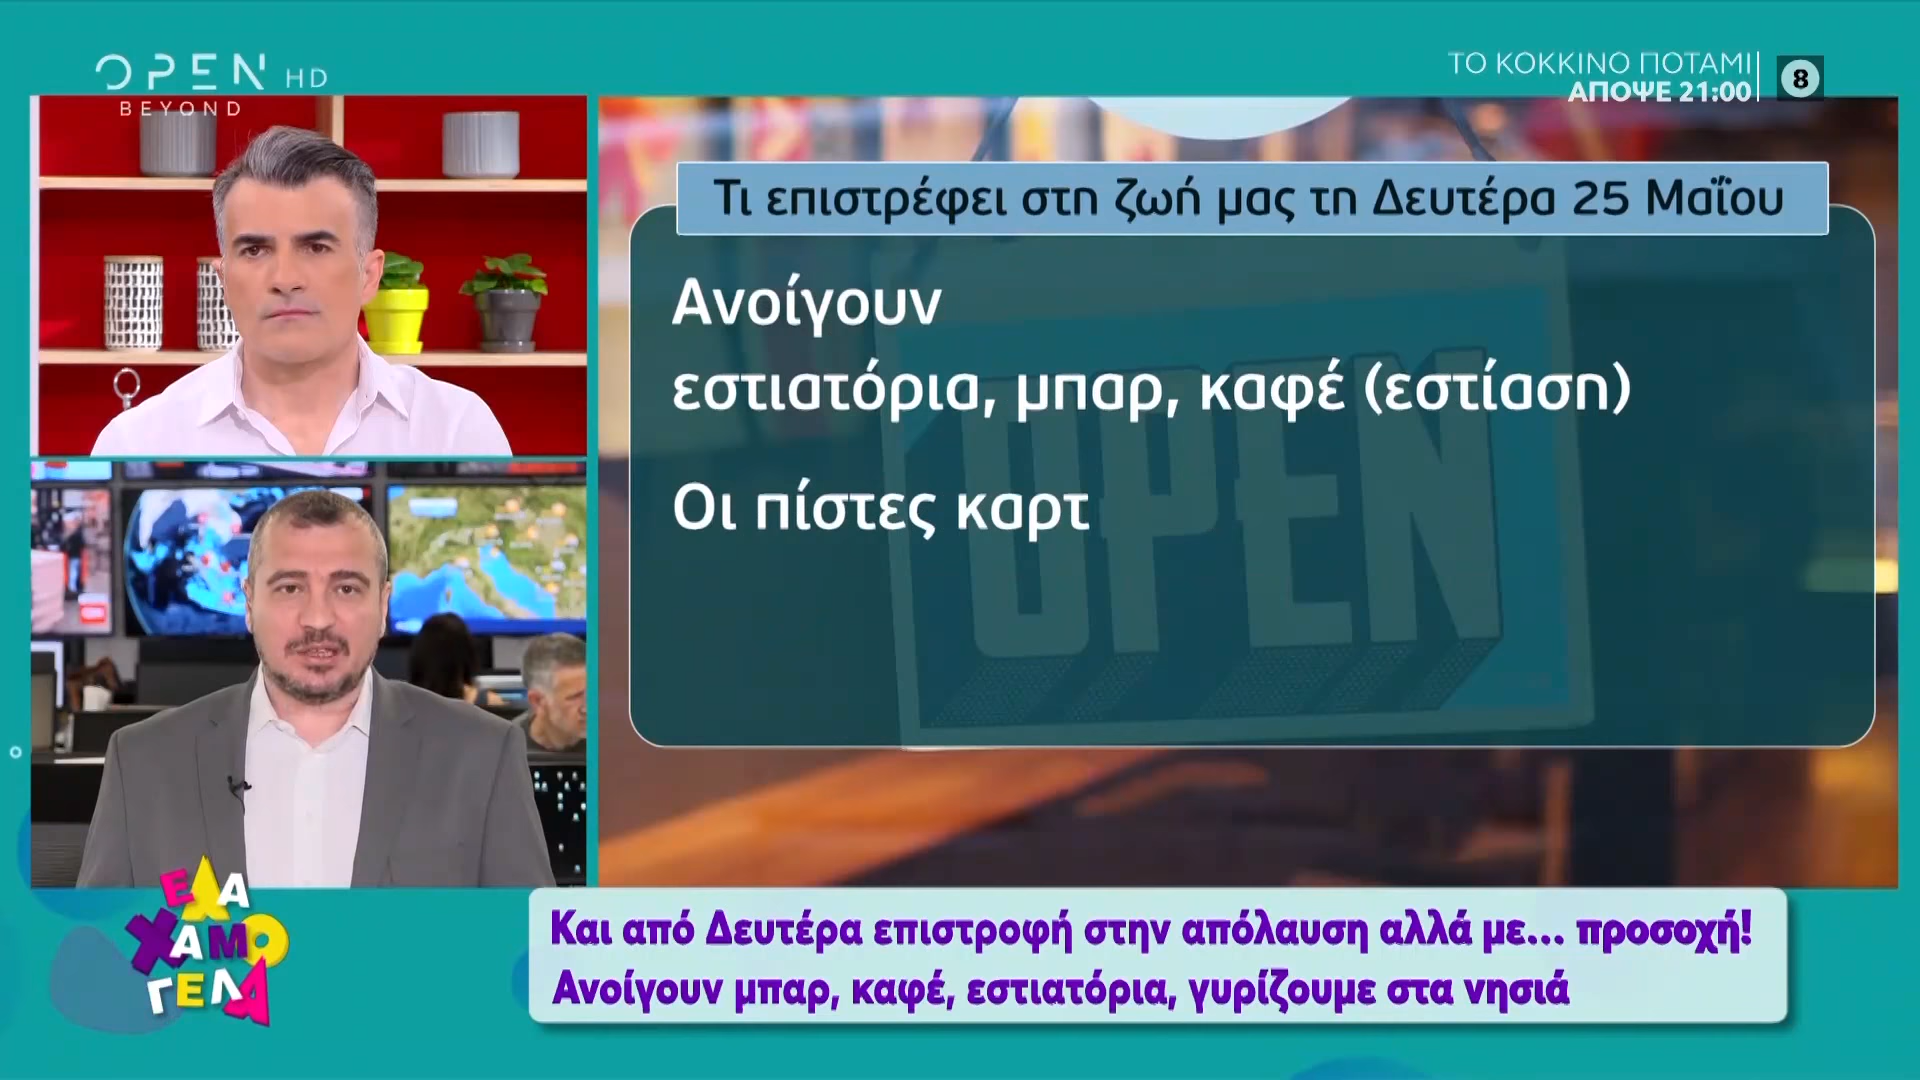 OPEN HD
BEYOND
ΤΟ ΚΟΚΚΙΝΟ ΠΟΤΑΜΙ
ΑΠΟΨΕ 21:00
8
Τι επιστρέφει στη ζωή μας τη Δευτέρα 25 Μαΐου
Ανοίγουν
εστιατόρια, μπαρ, καφέ (εστίαση)
Οι πίστες καρτ
OPEN
ΕΛΑ
ΧΑΜΟ
ΓΕΛΑ
Και από Δευτέρα επιστροφή στην απόλαυση αλλά με... προσοχή!
Ανοίγουν μπαρ, καφέ, εστιατόρια, γυρίζουμε στα νησιά